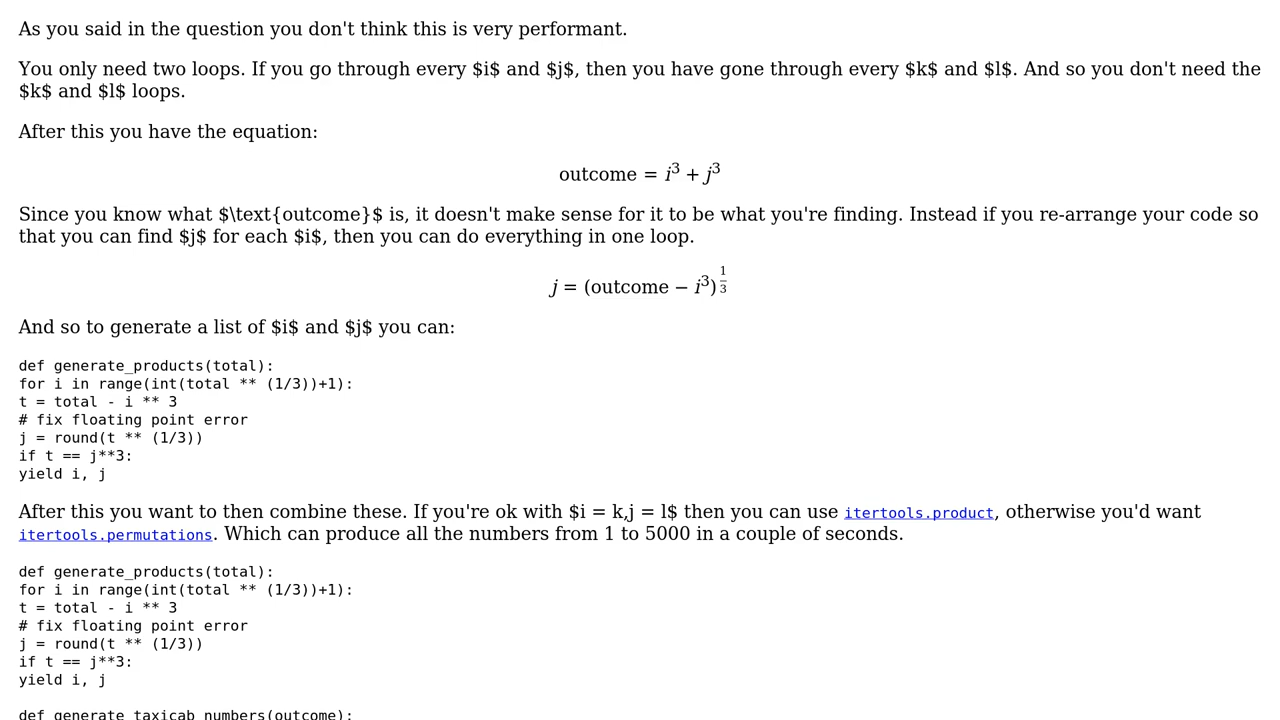 As you said in the question you don't think this is very performant.
You only need two loops. If you go through every $i$ and $j$, then you have gone through every $k$ and $l$. And so you don't need the
$k$ and $l$ loops.
After this you have the equation:
outcome = i³ + j³
Since you know what $\text{outcome}$ is, it doesn't make sense for it to be what you're finding. Instead if you re-arrange your code so
that you can find $j$ for each $i$, then you can do everything in one loop.
j = (outcome − i³)^{1/3}
And so to generate a list of $i$ and $j$ you can:
def generate_products(total):
for i in range(int(total ** (1/3))+1):
t = total - i ** 3
# fix floating point error
j = round(t ** (1/3))
if t == j**3:
yield i, j
After this you want to then combine these. If you're ok with $i = k,j = l$ then you can use itertools.product, otherwise you'd want
itertools.permutations. Which can produce all the numbers from 1 to 5000 in a couple of seconds.
def generate_products(total):
for i in range(int(total ** (1/3))+1):
t = total - i ** 3
# fix floating point error
j = round(t ** (1/3))
if t == j**3:
yield i, j
def generate_taxicab_numbers(outcome):